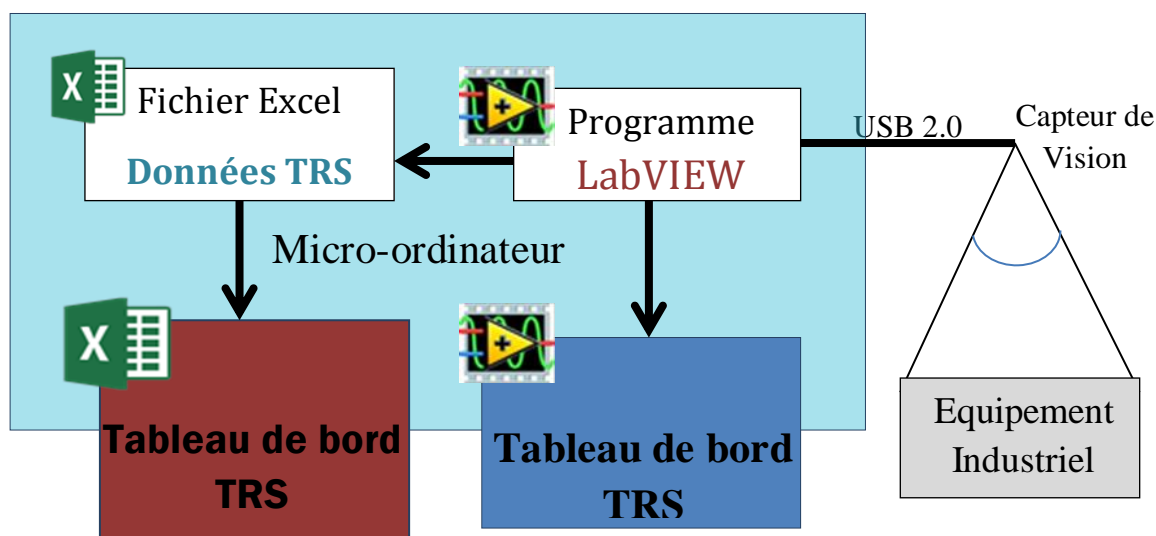 Fichier Excel
Données TRS
Programme
LabVIEW
USB 2.0
Capteur de
Vision
Micro-ordinateur
Tableau de bord
TRS
Tableau de bord
TRS
Equipement
Industriel